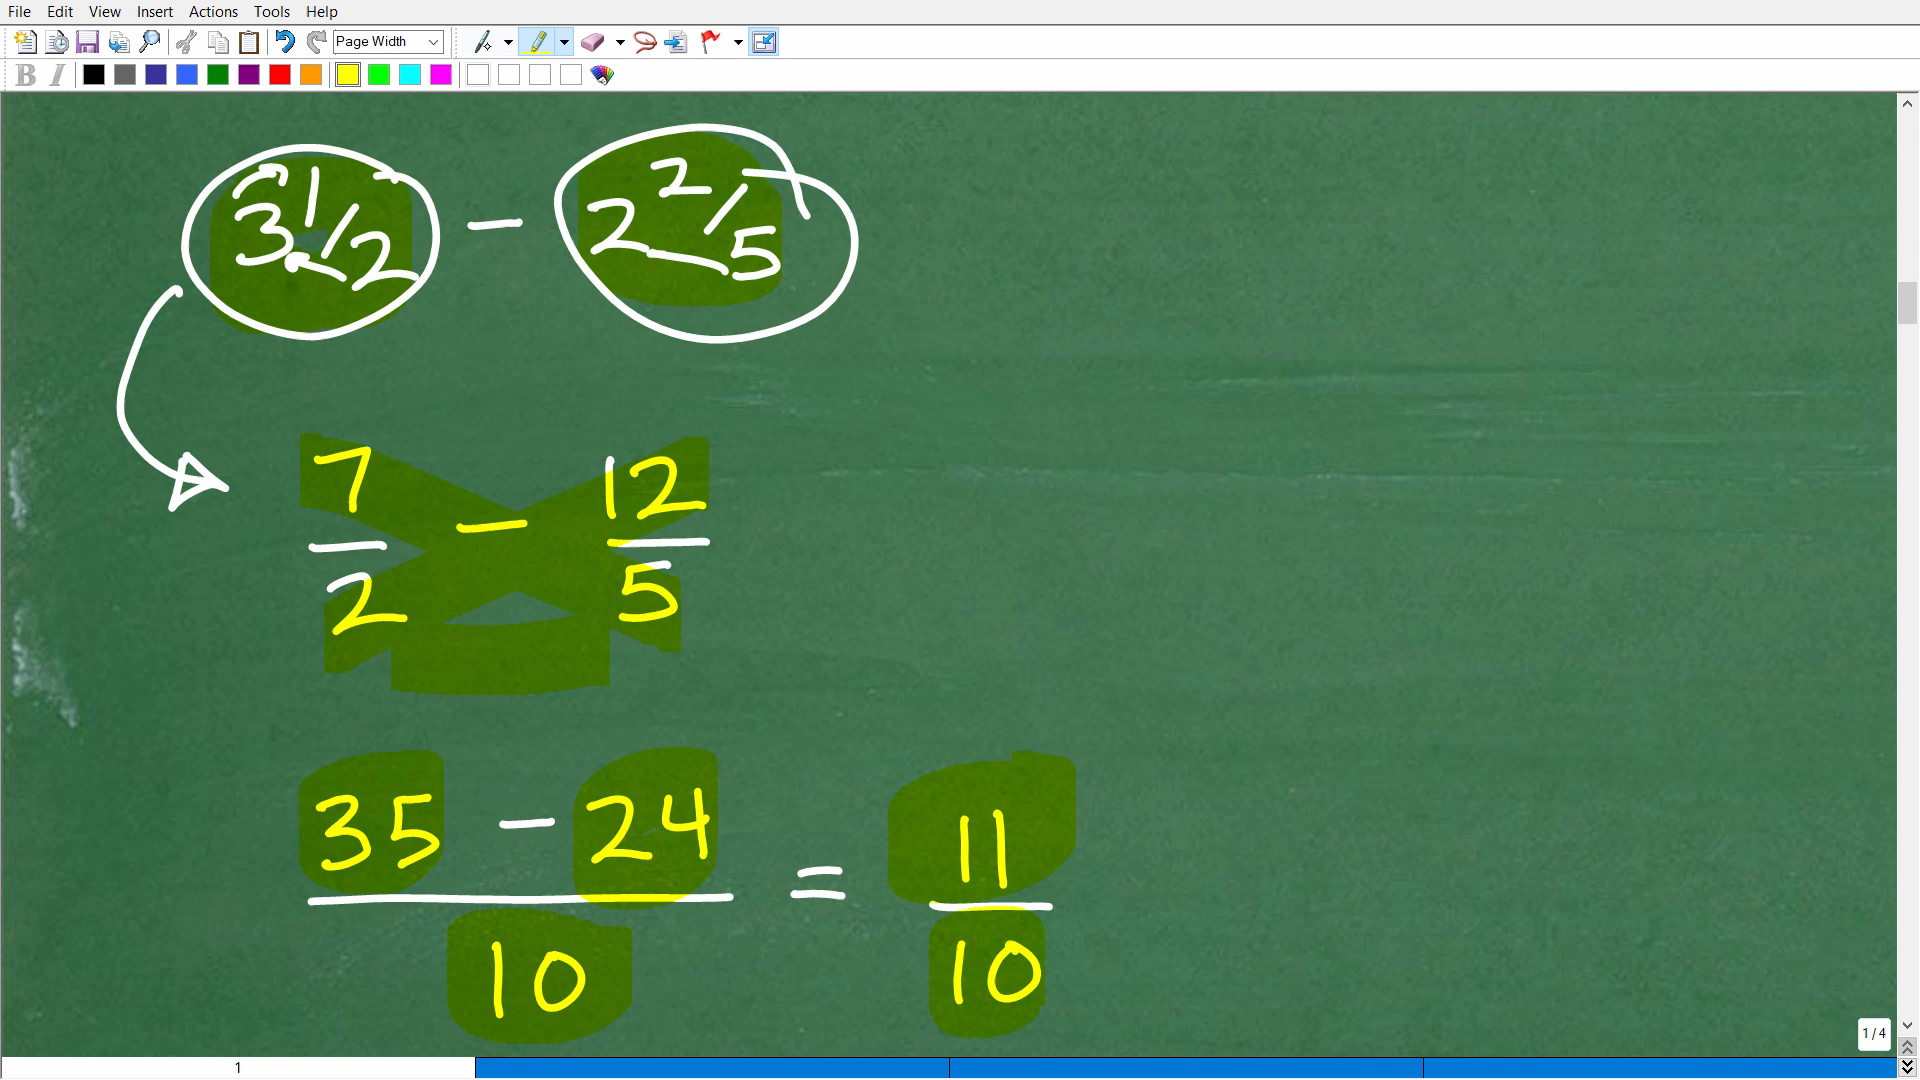 File Edit View Insert Actions Tools Help
Page Width
B I
3 1/2 - 2 2/5
7/2 - 12/5
35 - 24 = 11
10 10
1/4
1